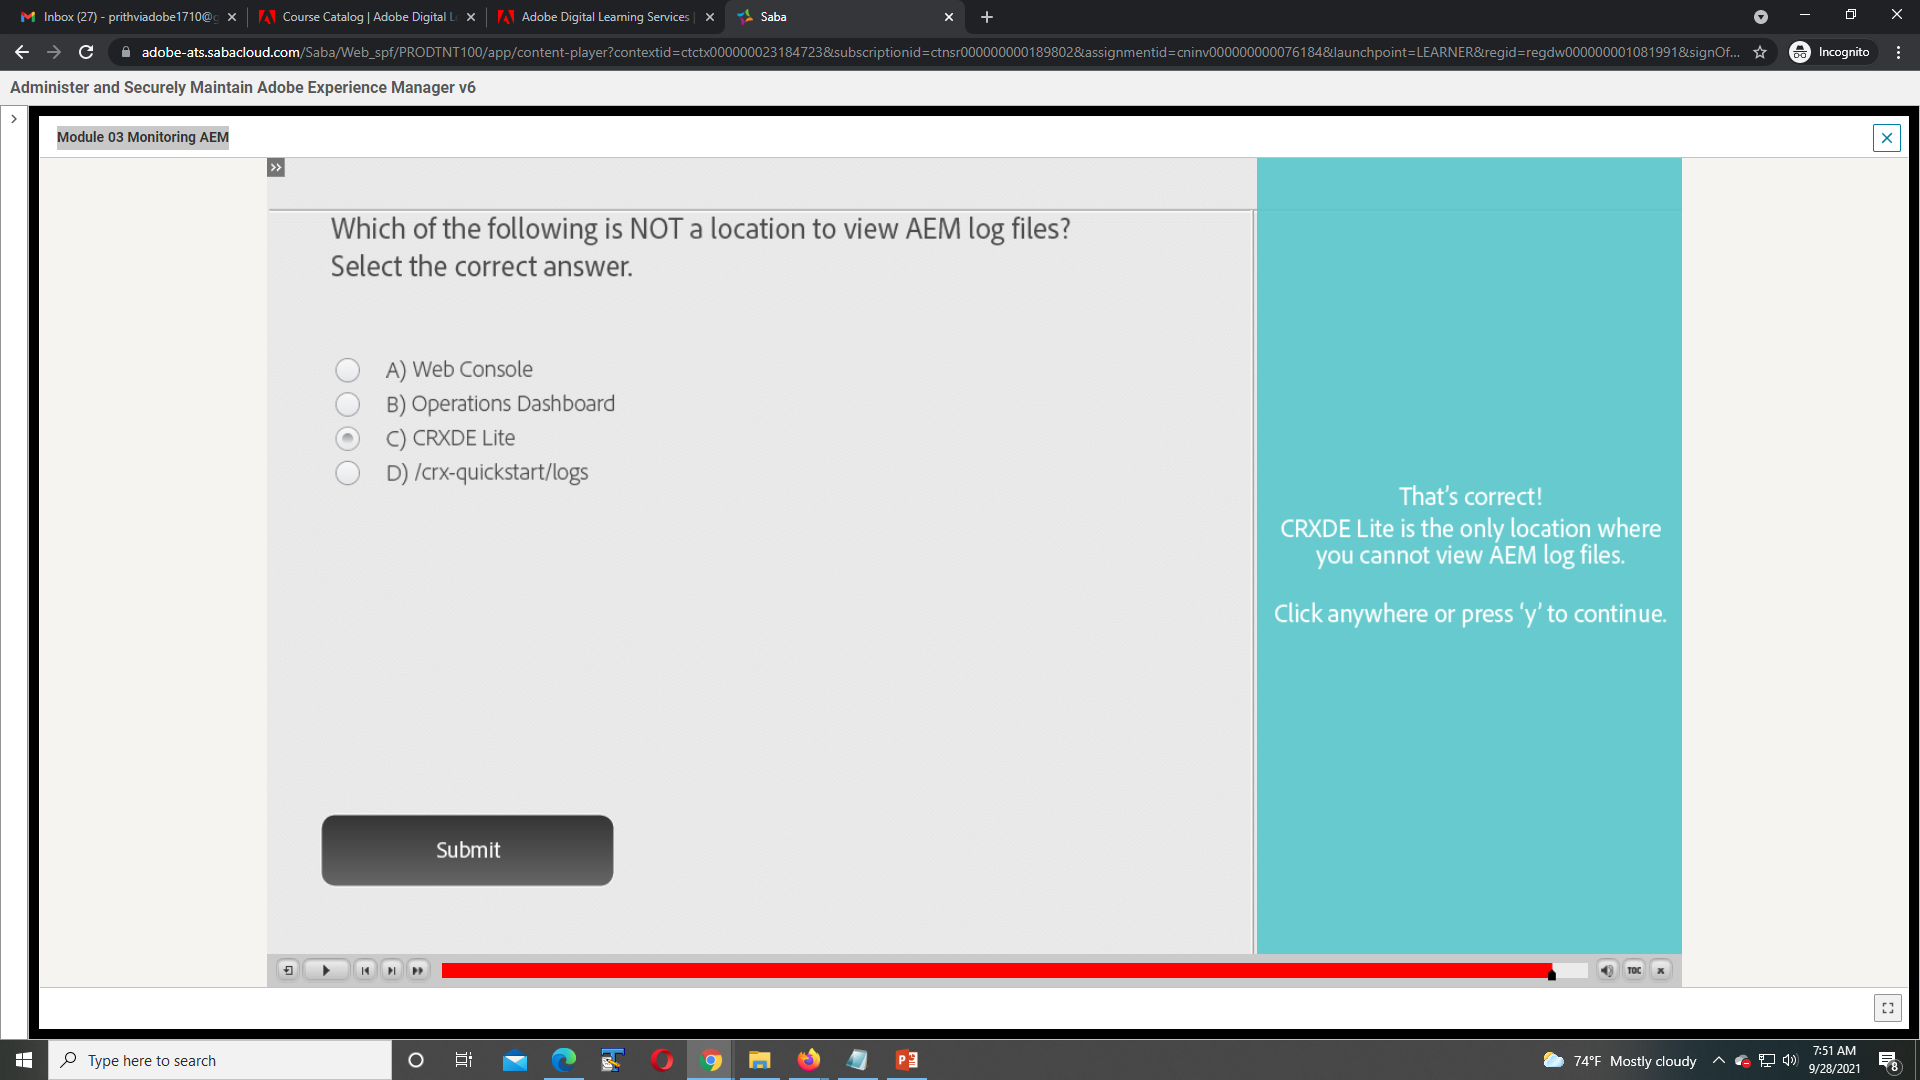 Inbox (27) - prithviadobe1710@g
Course Catalog | Adobe Digital L
Adobe Digital Learning Services |
Saba
adobe-ats.sabacloud.com/Saba/Web_spf/PRODTNT100/app/content-player?contextid=ctctx000000023184723&subscriptionid=ctnsr000000000189802&assignmentid=cninv000000000076184&launchpoint=LEARNER&regid=regdw000000001081991&signOf...
Incognito
Administer and Securely Maintain Adobe Experience Manager v6
Module 03 Monitoring AEM
Which of the following is NOT a location to view AEM log files?
Select the correct answer.
A) Web Console
B) Operations Dashboard
C) CRXDE Lite
D) /crx-quickstart/logs
That's correct!
CRXDE Lite is the only location where
you cannot view AEM log files.
Click anywhere or press 'y' to continue.
Submit
TOC
Type here to search
74°F Mostly cloudy
7:51 AM
9/28/2021
8